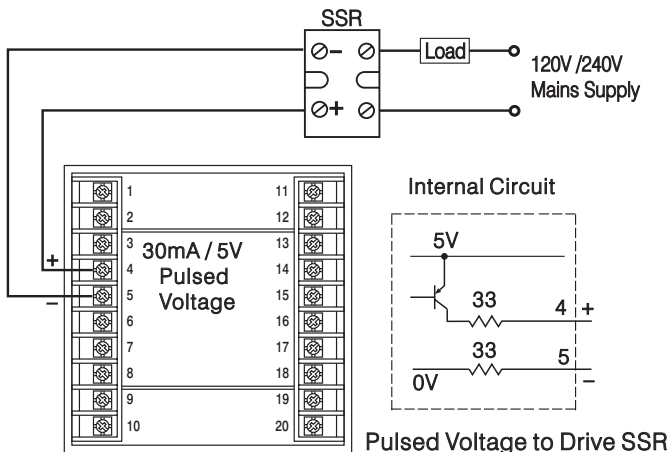 SSR
Load
120V /240V
Mains Supply
1
2
3
4
5
6
7
8
9
10
11
12
13
14
15
16
17
18
19
20
+
−
30mA / 5V
Pulsed
Voltage
Internal Circuit
5V
33
4
+
33
5
−
0V
Pulsed Voltage to Drive SSR
−
+